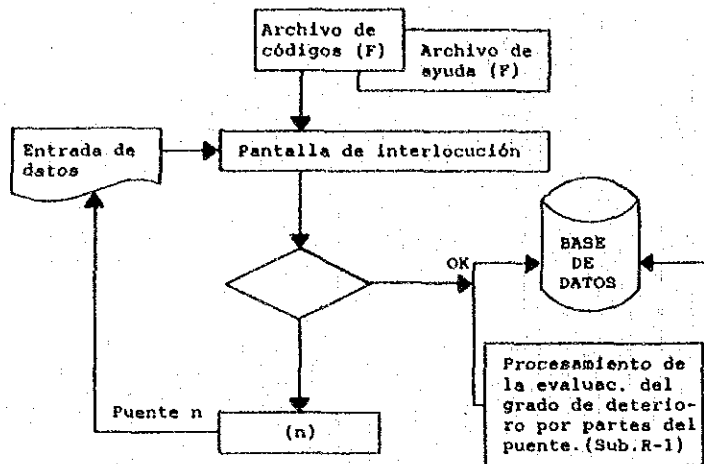 Archivo de
códigos (F)
Archivo de
ayuda (F)
Entrada de
datos
Pantalla de interlocución
OK
BASE
DE
DATOS
Procesamiento de
la evaluac. del
grado de deterio-
ro por partes del
puente.(Sub.R-1)
Puente n
(n)